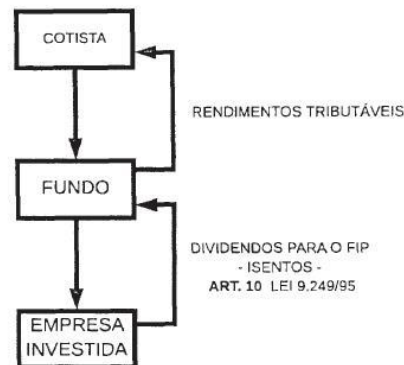 COTISTA
RENDIMENTOS TRIBUTÁVEIS
FUNDO
DIVIDENDOS PARA O FIP
- ISENTOS -
ART. 10 LEI 9.249/95
EMPRESA
INVESTIDA